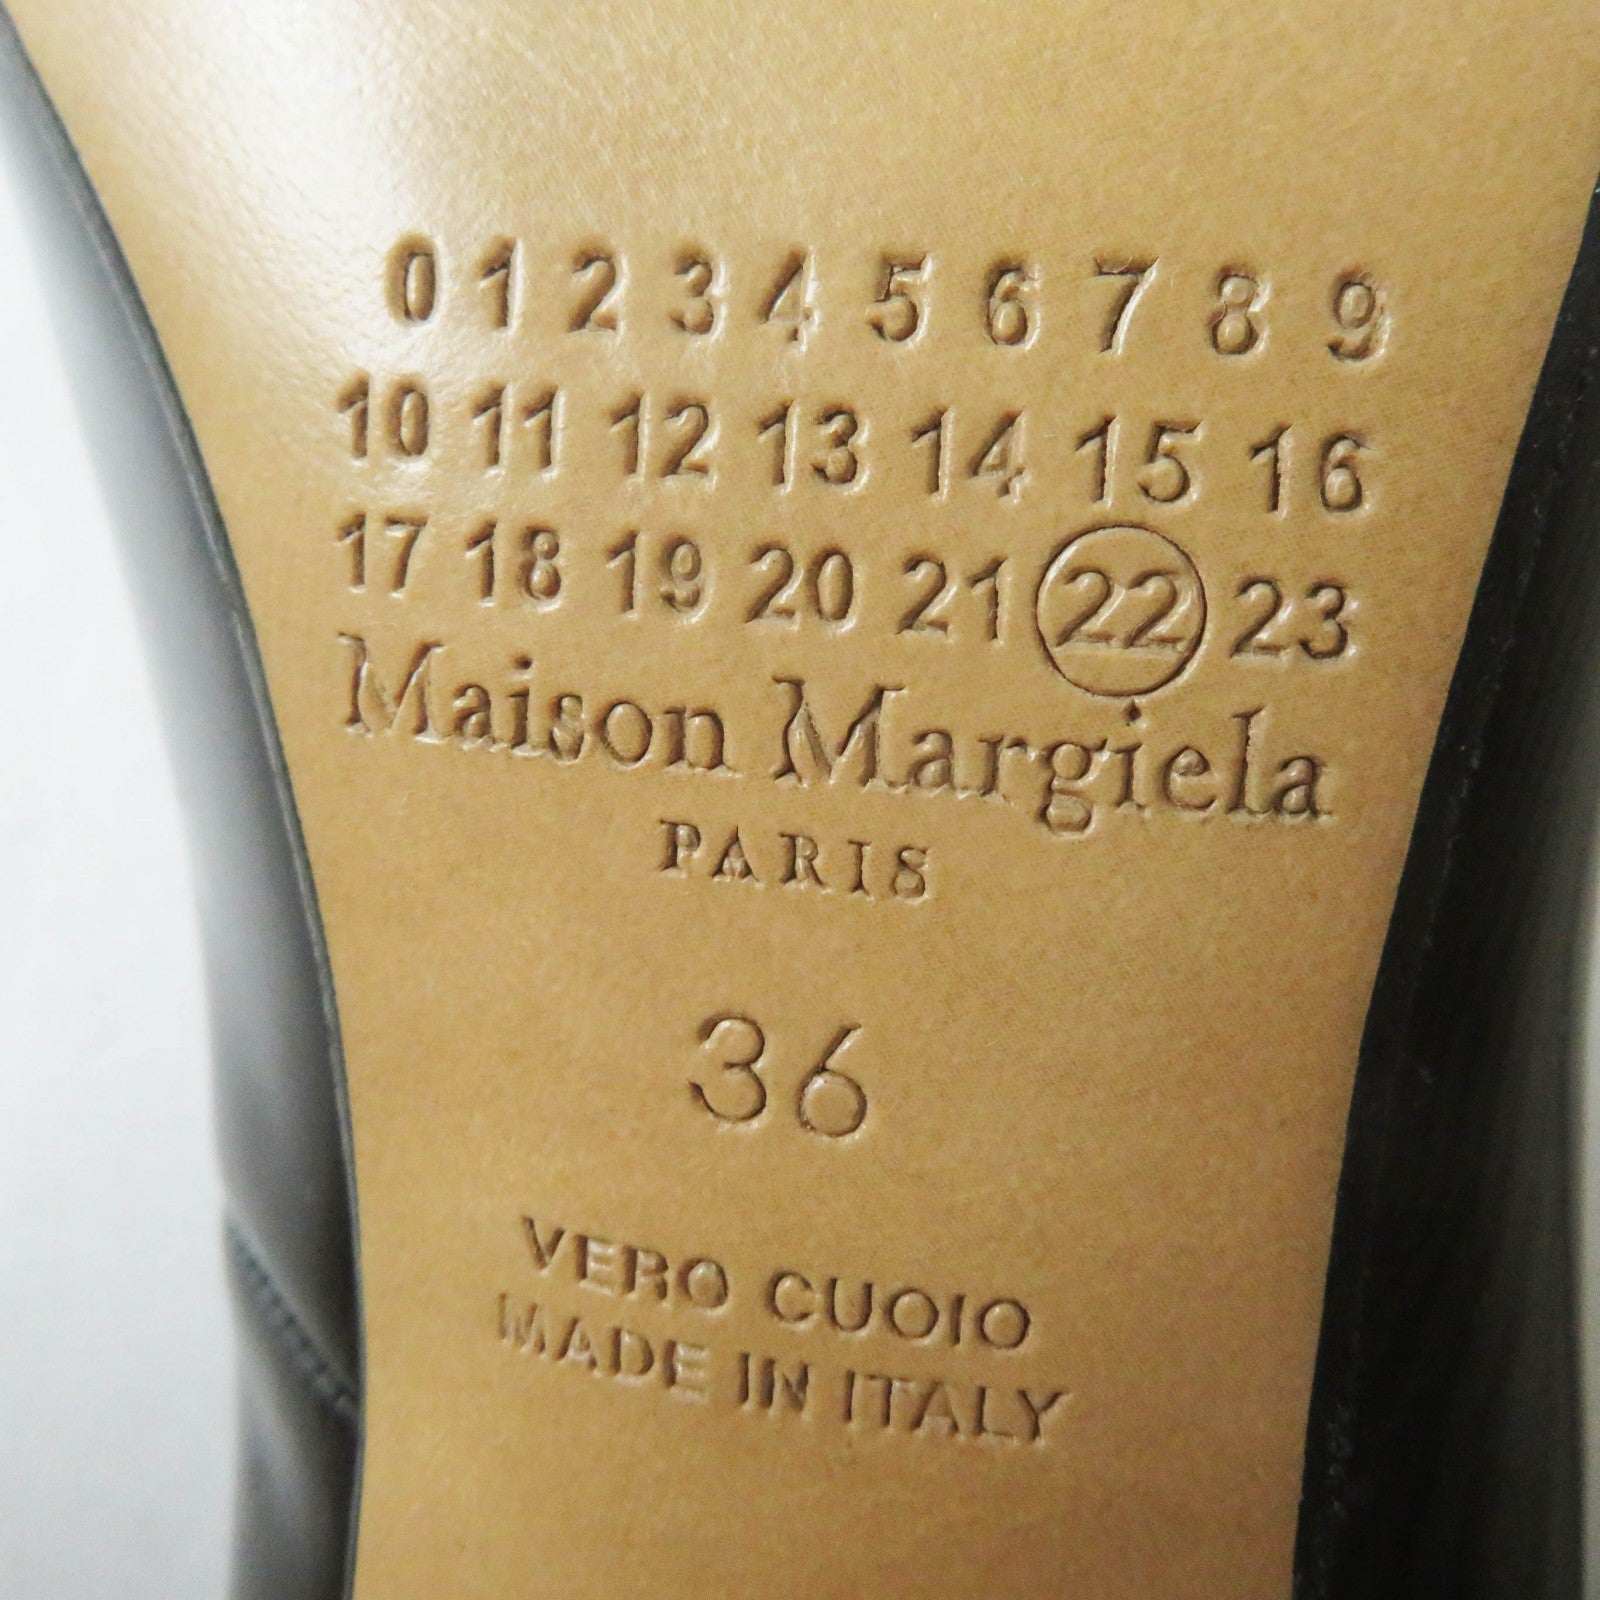 0 1 2 3 4 5 6 7 8 9
10 11 12 13 14 15 16
17 18 19 20 21 22 23
Maison Margiela
PARIS
36
VERO CUOIO
MADE IN ITALY